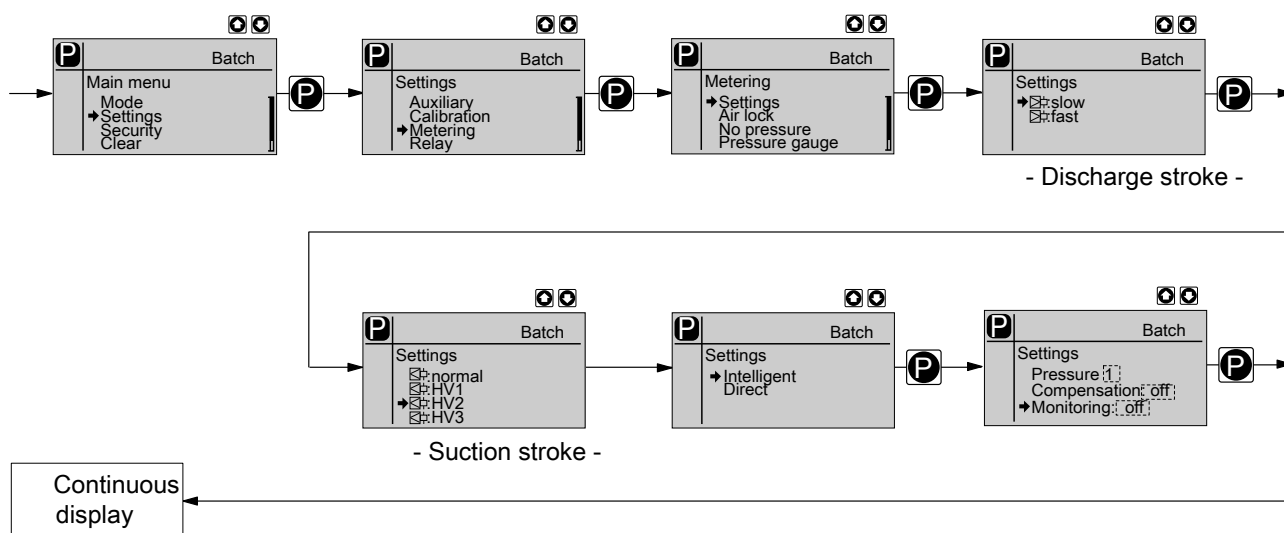 P Batch
Main menu
Mode
Settings
Security
Clear
P
P Batch
Settings
Auxiliary
Calibration
Metering
Relay
P
P Batch
Metering
Settings
Air lock
No pressure
Pressure gauge
P
P Batch
Settings
:slow
:fast
P
- Discharge stroke -
P Batch
Settings
:normal
:HV1
:HV2
:HV3
- Suction stroke -
P Batch
Settings
Intelligent
Direct
P
P Batch
Settings
Pressure 1
Compensation: off
Monitoring: off
P
Continuous
display